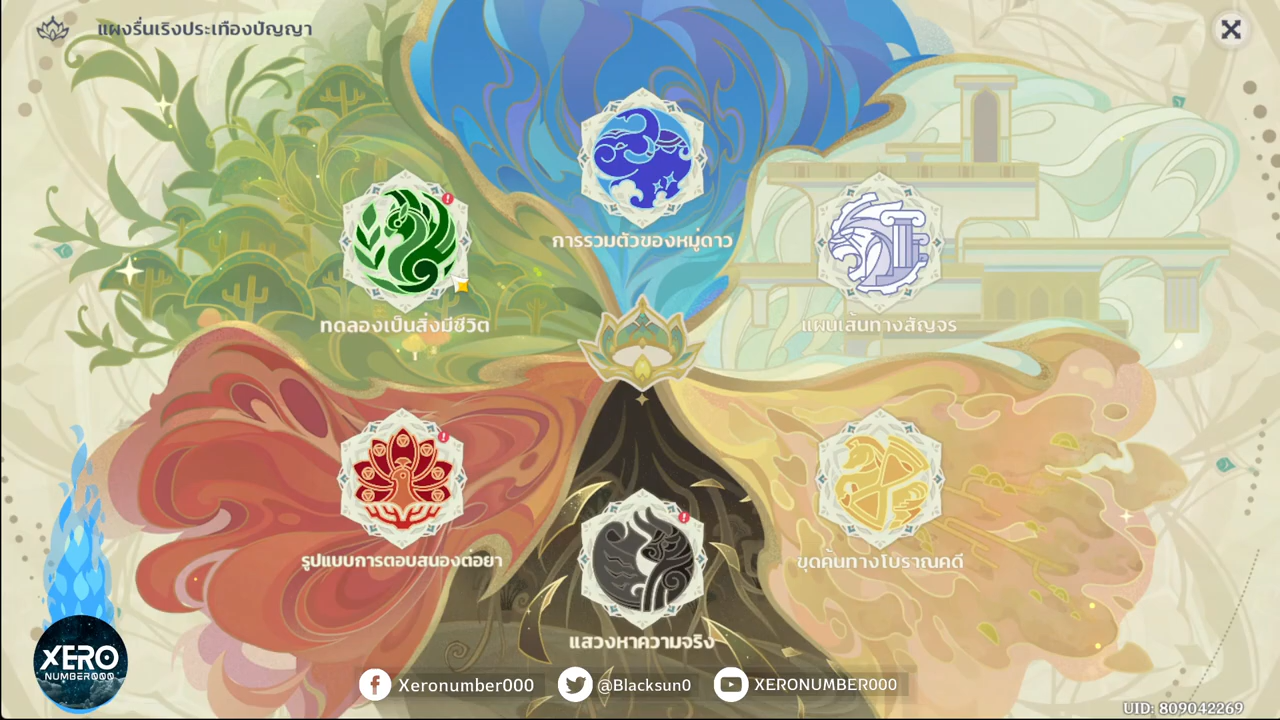 แผงรื่นเริงประเทืองปัญญา
การรวมตัวของหมู่ดาว
ทดลองเป็นสิ่งมีชีวิต
แผนเส้นทางสัญจร
รูปแบบการตอบสนองต่อยา
ขุดค้นทางโบราณคดี
แสวงหาความจริง
XERO
NUMBER000
Xeronumber000
@Blacksun0
XERONUMBER000
UID: 809042269